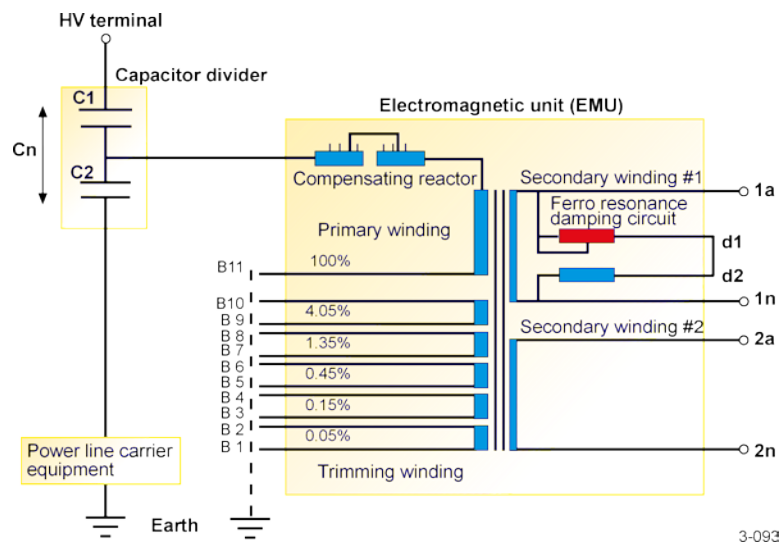 HV terminal
Capacitor divider
C1
Cn
C2
Electromagnetic unit (EMU)
Compensating reactor
Secondary winding #1
1a
Ferro resonance
damping circuit
d1
d2
1n
Primary winding
B11
100%
B10
4.05%
B 9
B 8
1.35%
B 7
B 6
0.45%
B 5
B 4
0.15%
B 3
B 2
0.05%
B 1
Secondary winding #2
2a
2n
Trimming winding
Power line carrier
equipment
Earth
3-093